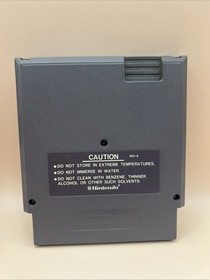 CAUTION
●DO NOT STORE IN EXTREME TEMPERATURES.
●DO NOT IMMERSE IN WATER.
●DO NOT CLEAN WITH BENZENE, THINNER,
ALCOHOL OR OTHER SUCH SOLVENTS.
Nintendo